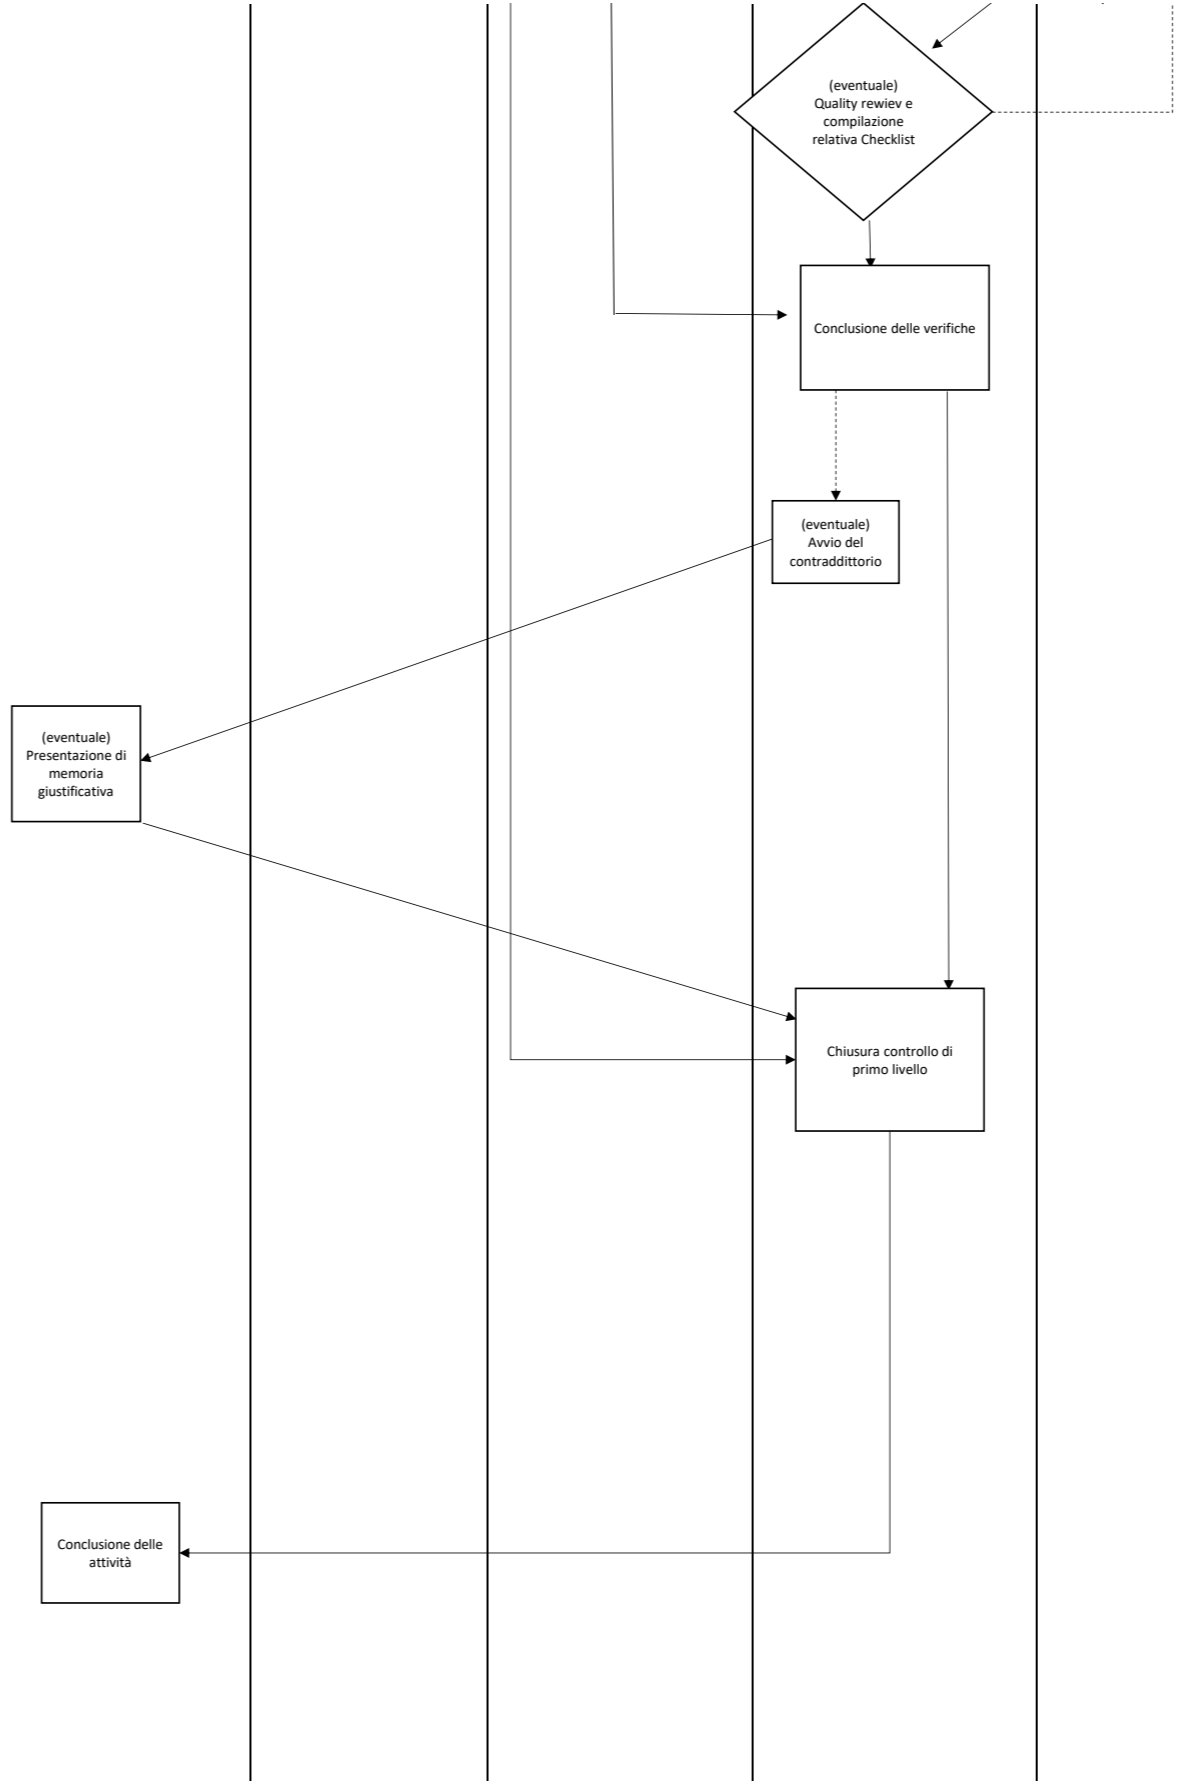 (eventuale)
Quality rewiev e
compilazione
relativa Checklist
Conclusione delle verifiche
(eventuale)
Avvio del
contraddittorio
(eventuale)
Presentazione di
memoria
giustificativa
Chiusura controllo di
primo livello
Conclusione delle
attività